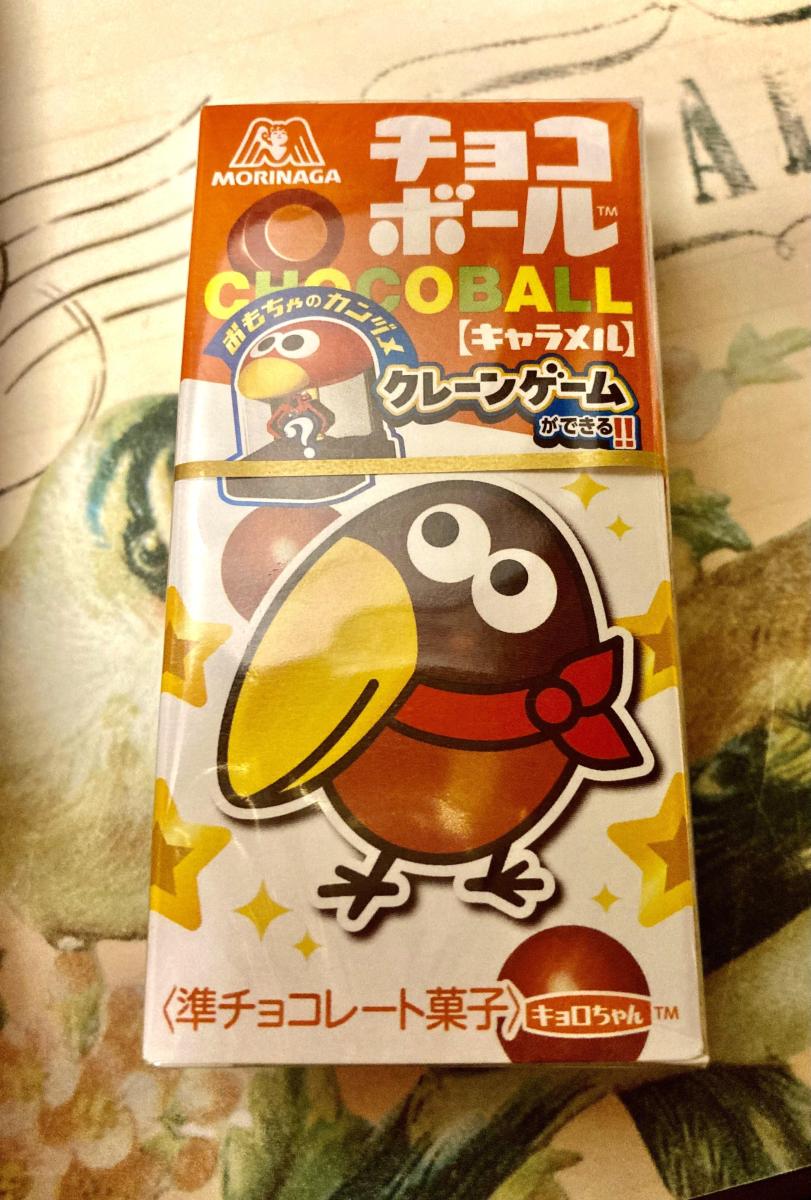 MORINAGA
チョコ
ボール™
CHOCOBALL
【キャラメル】
おもちゃのカンヅメ
クレーンゲーム
ができる!!
?
〈準チョコレート菓子〉
キョロちゃん™